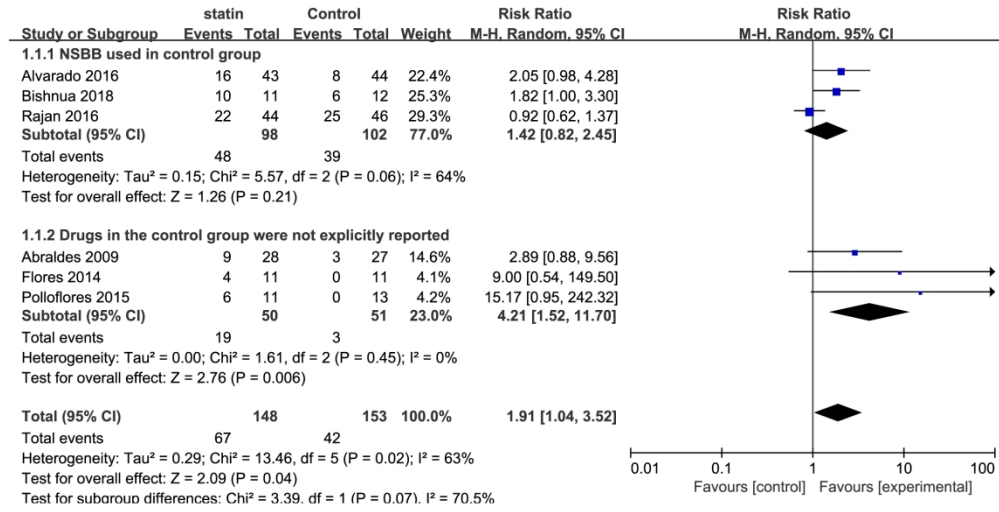 statin Control Risk Ratio Risk Ratio
Study or Subgroup Events Total Events Total Weight M-H, Random, 95% CI M-H, Random, 95% CI
1.1.1 NSBB used in control group
Alvarado 2016 16 43 8 44 22.4% 2.05 [0.98, 4.28]
Bishnua 2018 10 11 6 12 25.3% 1.82 [1.00, 3.30]
Rajan 2016 22 44 25 46 29.3% 0.92 [0.62, 1.37]
Subtotal (95% CI) 98 102 77.0% 1.42 [0.82, 2.45]
Total events 48 39
Heterogeneity: Tau² = 0.15; Chi² = 5.57, df = 2 (P = 0.06); I² = 64%
Test for overall effect: Z = 1.26 (P = 0.21)
1.1.2 Drugs in the control group were not explicitly reported
Abraldes 2009 9 28 3 27 14.6% 2.89 [0.88, 9.56]
Flores 2014 4 11 0 11 4.1% 9.00 [0.54, 149.50]
Polloflores 2015 6 11 0 13 4.2% 15.17 [0.95, 242.32]
Subtotal (95% CI) 50 51 23.0% 4.21 [1.52, 11.70]
Total events 19 3
Heterogeneity: Tau² = 0.00; Chi² = 1.61, df = 2 (P = 0.45); I² = 0%
Test for overall effect: Z = 2.76 (P = 0.006)
Total (95% CI) 148 153 100.0% 1.91 [1.04, 3.52]
Total events 67 42
Heterogeneity: Tau² = 0.29; Chi² = 13.46, df = 5 (P = 0.02); I² = 63%
Test for overall effect: Z = 2.09 (P = 0.04)
Test for subgroup differences: Chi² = 3.39, df = 1 (P = 0.07), I² = 70.5%
0.01 0.1 1 10 100
Favours [control] Favours [experimental]